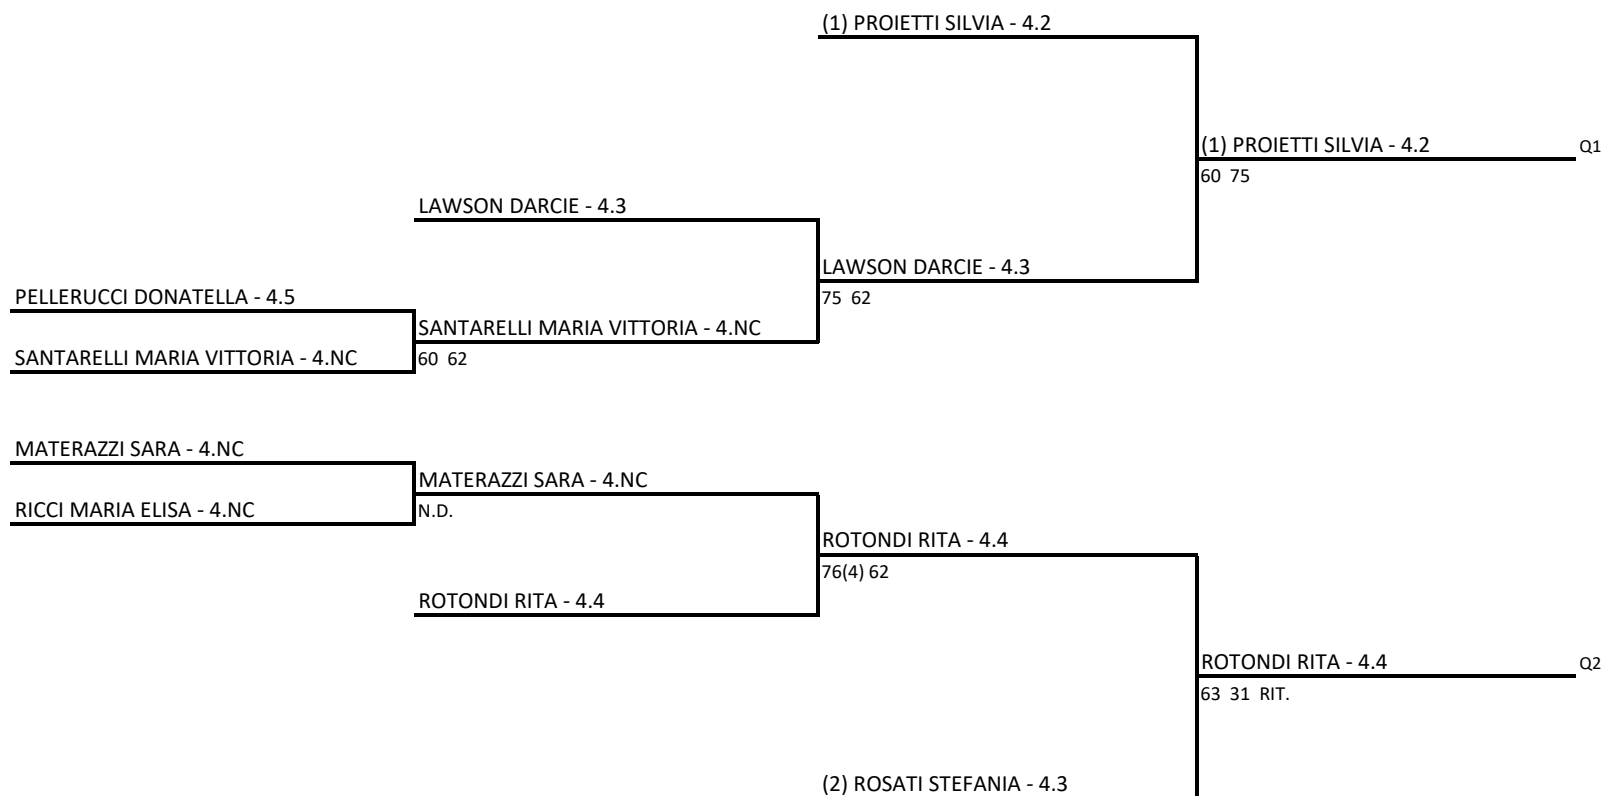 (1) PROIETTI SILVIA - 4.2
(1) PROIETTI SILVIA - 4.2 Q1
60 75
LAWSON DARCIE - 4.3
LAWSON DARCIE - 4.3
75 62
PELLERUCCI DONATELLA - 4.5
SANTARELLI MARIA VITTORIA - 4.NC
60 62
SANTARELLI MARIA VITTORIA - 4.NC
MATERAZZI SARA - 4.NC
MATERAZZI SARA - 4.NC
N.D.
RICCI MARIA ELISA - 4.NC
ROTONDI RITA - 4.4
76(4) 62
ROTONDI RITA - 4.4
ROTONDI RITA - 4.4 Q2
63 31 RIT.
(2) ROSATI STEFANIA - 4.3